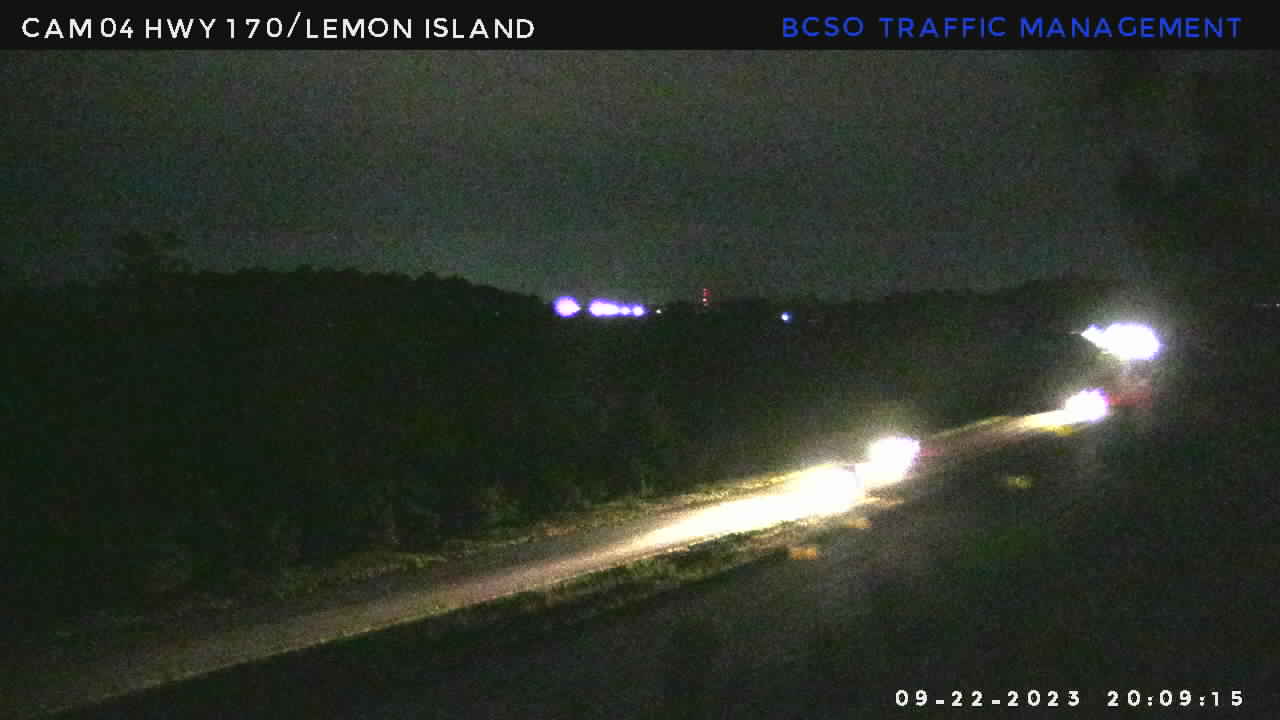 CAM04 HWY 170/LEMON ISLAND
BCSO TRAFFIC MANAGEMENT
09-22-2023 20:09:15